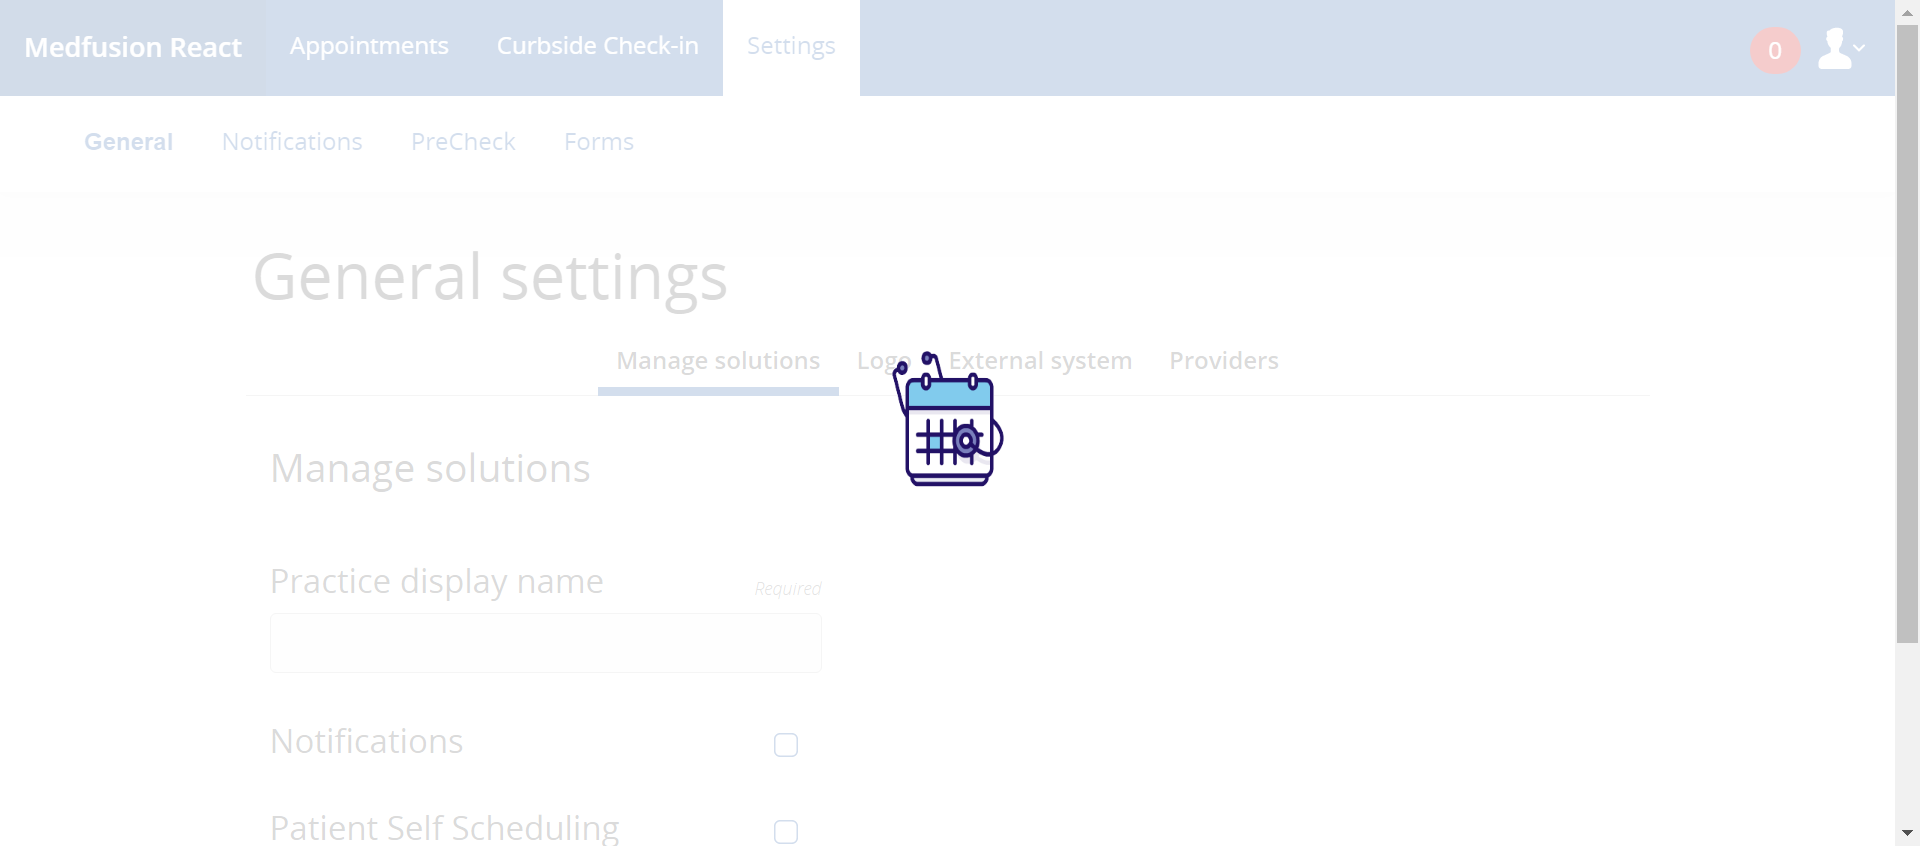 Medfusion React Appointments Curbside Check-in Settings 0
General Notifications PreCheck Forms
General settings
Manage solutions Logo External system Providers
Manage solutions
Practice display name Required
Notifications
Patient Self Scheduling